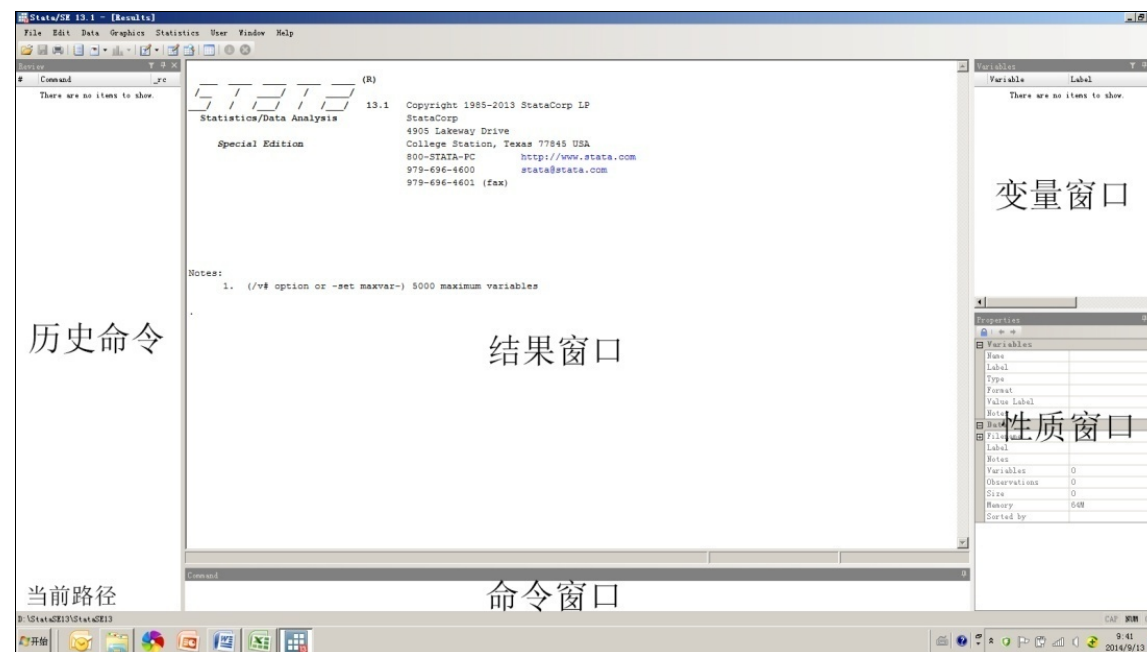 Stata/SE 13.1 - [Results]
File Edit Data Graphics Statistics User Window Help
Review
# Command _rc
There are no items to show.
历史命令
当前路径
(R)
STATA
13.1 Copyright 1985-2013 StataCorp LP
Statistics/Data Analysis StataCorp
4905 Lakeway Drive
Special Edition College Station, Texas 77845 USA
800-STATA-PC http://www.stata.com
979-696-4600 stata@stata.com
979-696-4601 (fax)
Notes:
1. (/v# option or -set maxvar-) 5000 maximum variables
.
结果窗口
Command
命令窗口
Variables
Variable Label
There are no items to show.
变量窗口
Properties
Variables
Name
Label
Type
Format
Value Label
Notes
性质窗口
Data
Filename
Label
Notes
Variables 0
Observations 0
Size 0
Memory 64M
Sorted by
D:\StataSE13\StataSE13
CAP NUM
开始
9:41
2014/9/13